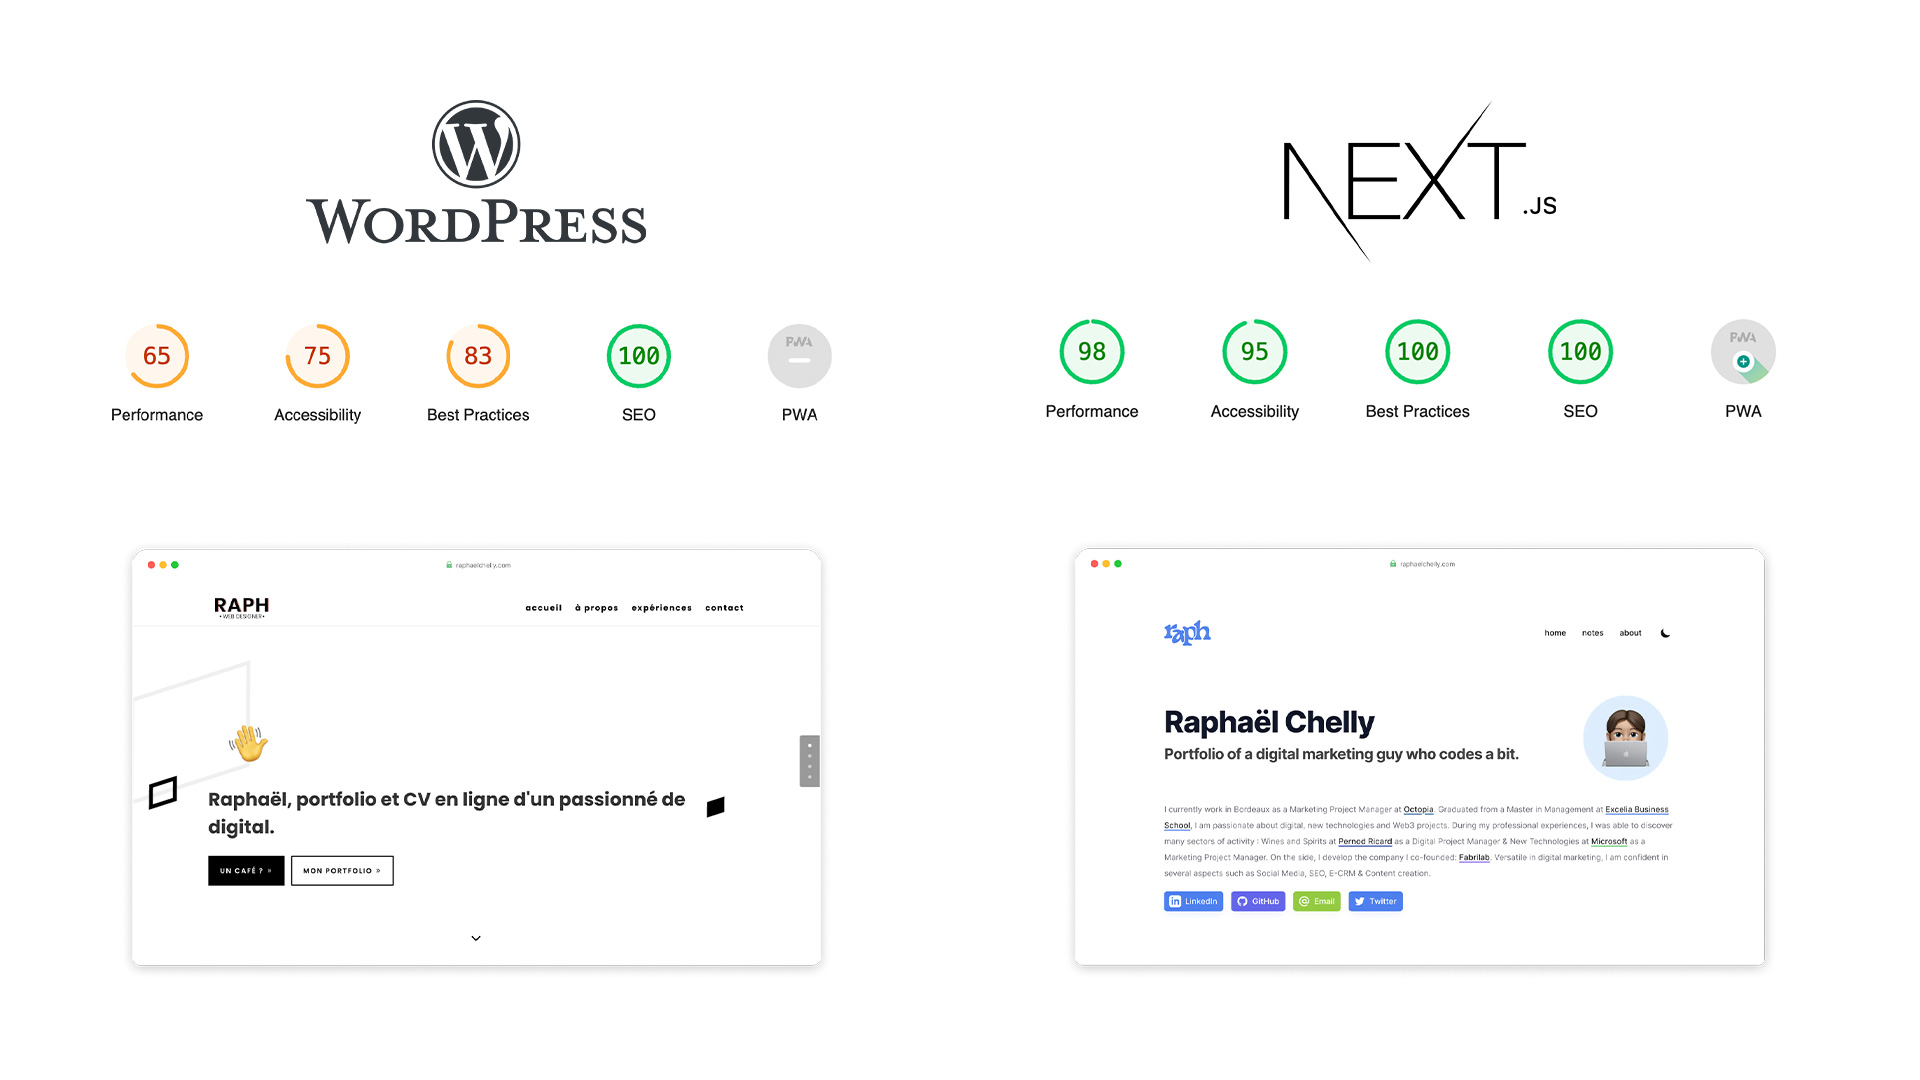 WORDPRESS
65
75
83
100
PWA
Performance
Accessibility
Best Practices
SEO
PWA
raphaelchelly.com
RAPH
• WEB DESIGNER •
accueil à propos expériences contact
Raphaël, portfolio et CV en ligne d'un passionné de
digital.
UN CAFÉ ? »
MON PORTFOLIO »
NEXT.JS
98
95
100
100
PWA
Performance
Accessibility
Best Practices
SEO
PWA
raphaelchelly.com
raph
home notes about
Raphaël Chelly
Portfolio of a digital marketing guy who codes a bit.
I currently work in Bordeaux as a Marketing Project Manager at Octopia. Graduated from a Master in Management at Excelia Business
School, I am passionate about digital, new technologies and Web3 projects. During my professional experiences, I was able to discover
many sectors of activity : Wines and Spirits at Pernod Ricard as a Digital Project Manager & New Technologies at Microsoft as a
Marketing Project Manager. On the side, I develop the company I co-founded: Fabrilab. Versatile in digital marketing, I am confident in
several aspects such as Social Media, SEO, E-CRM & Content creation.
LinkedIn
GitHub
Email
Twitter